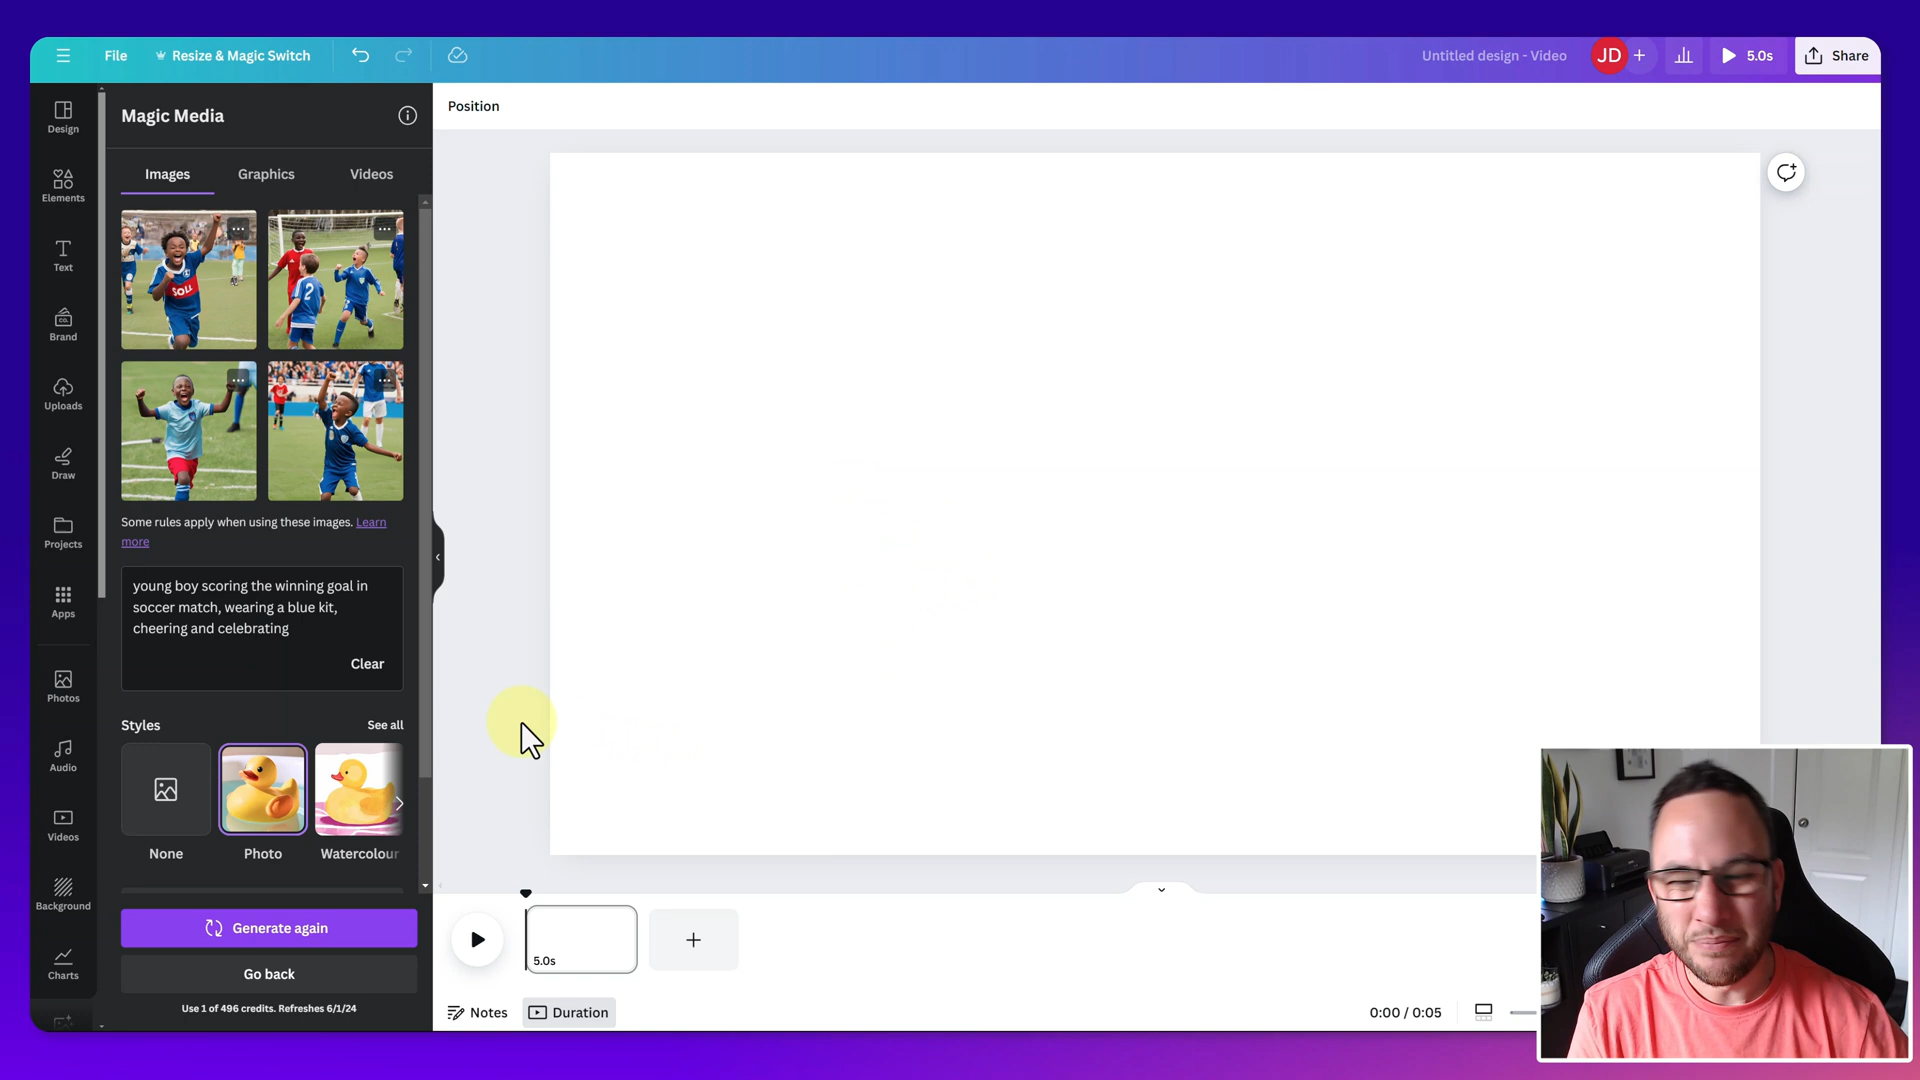 File
Resize & Magic Switch
Untitled design - Video
JD
5.0s
Share
Design
Elements
Text
Brand
Uploads
Draw
Projects
Apps
Photos
Audio
Videos
Background
Charts
Magic Media
Images
Graphics
Videos
SOLL
2
Some rules apply when using these images. Learn
more
young boy scoring the winning goal in
soccer match, wearing a blue kit,
cheering and celebrating
Clear
Styles
See all
None
Photo
Watercolour
Generate again
Go back
Use 1 of 496 credits. Refreshes 6/1/24
Position
5.0s
Notes
Duration
0:00 / 0:05